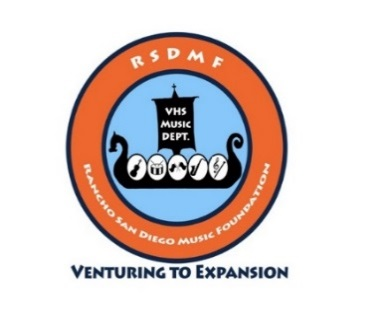 RSDMF
VHS
MUSIC
DEPT.
RANCHO SAN DIEGO MUSIC FOUNDATION
VENTURING TO EXPANSION